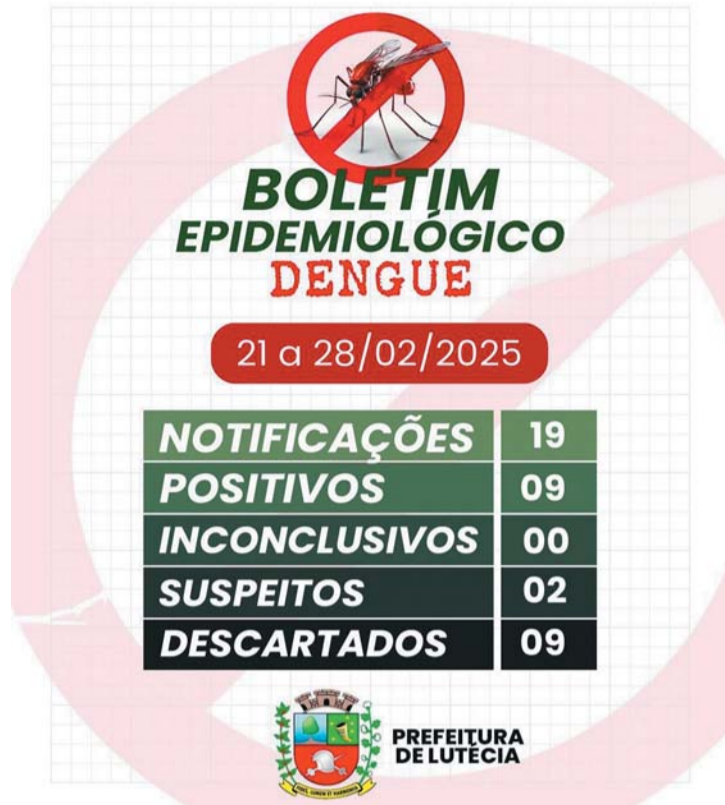 BOLETIM
EPIDEMIOLÓGICO
DENGUE
21 a 28/02/2025
NOTIFICAÇÕES 19
POSITIVOS 09
INCONCLUSIVOS 00
SUSPEITOS 02
DESCARTADOS 09
PREFEITURA
DE LUTÉCIA